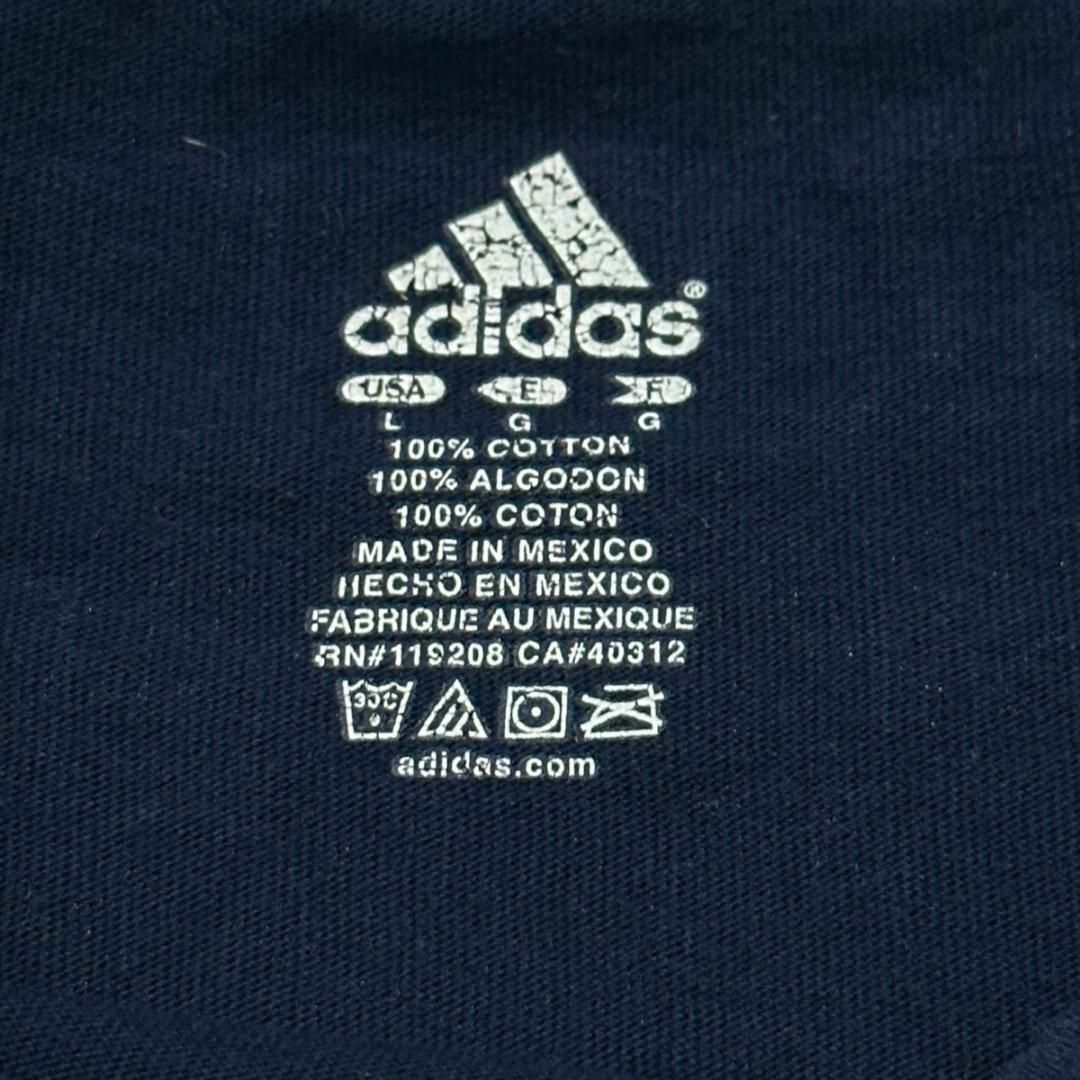 adidas®
USA E F
L G G
100% COTTON
100% ALGODON
100% COTON
MADE IN MEXICO
HECHO EN MEXICO
FABRIQUE AU MEXIQUE
RN#119208 CA#40312
30C
adidas.com